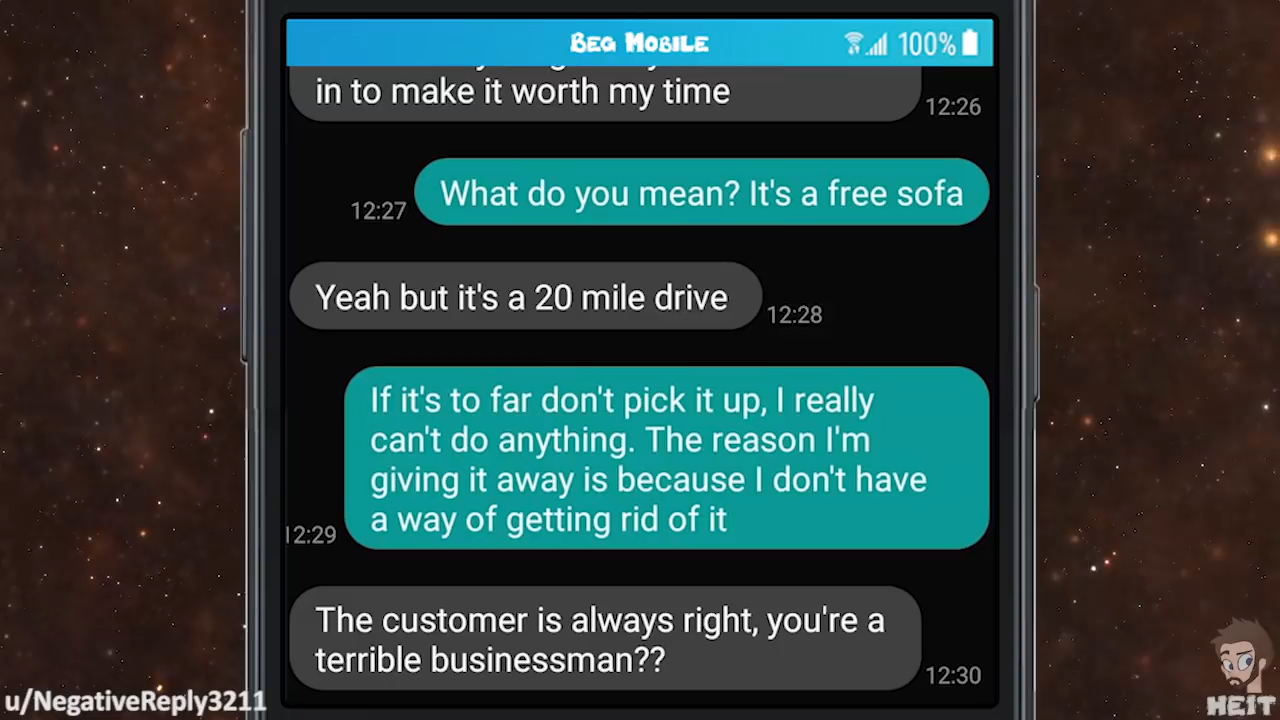 Beg Mobile
100%
in to make it worth my time
12:26
What do you mean? It's a free sofa
12:27
Yeah but it's a 20 mile drive
12:28
If it's to far don't pick it up, I really
can't do anything. The reason I'm
giving it away is because I don't have
a way of getting rid of it
12:29
The customer is always right, you're a
terrible businessman??
12:30
u/NegativeReply3211
HEIT